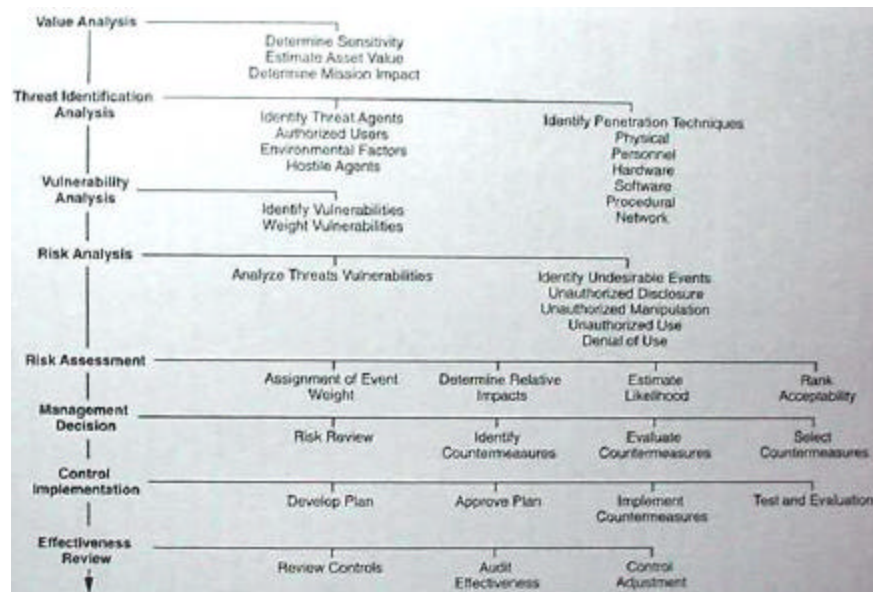 Value Analysis
Determine Sensitivity
Estimate Asset Value
Determine Mission Impact
Threat Identification
Analysis
Identify Threat Agents
Authorized Users
Environmental Factors
Hostile Agents
Identify Penetration Techniques
Physical
Personnel
Hardware
Software
Procedural
Network
Vulnerability
Analysis
Identify Vulnerabilities
Weight Vulnerabilities
Risk Analysis
Analyze Threats Vulnerabilities
Identify Undesirable Events
Unauthorized Disclosure
Unauthorized Manipulation
Unauthorized Use
Denial of Use
Risk Assessment
Assignment of Event
Weight
Determine Relative
Impacts
Estimate
Likelihood
Rank
Acceptability
Management
Decision
Risk Review
Identify
Countermeasures
Evaluate
Countermeasures
Select
Countermeasures
Control
Implementation
Develop Plan
Approve Plan
Implement
Countermeasures
Test and Evaluation
Effectiveness
Review
Review Controls
Audit
Effectiveness
Control
Adjustment